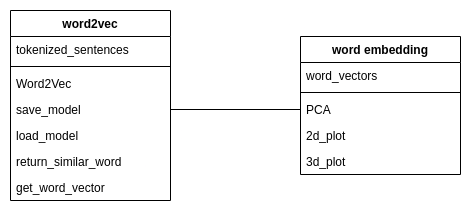 word2vec
tokenized_sentences
Word2Vec
save_model
load_model
return_similar_word
get_word_vector
word embedding
word_vectors
PCA
2d_plot
3d_plot